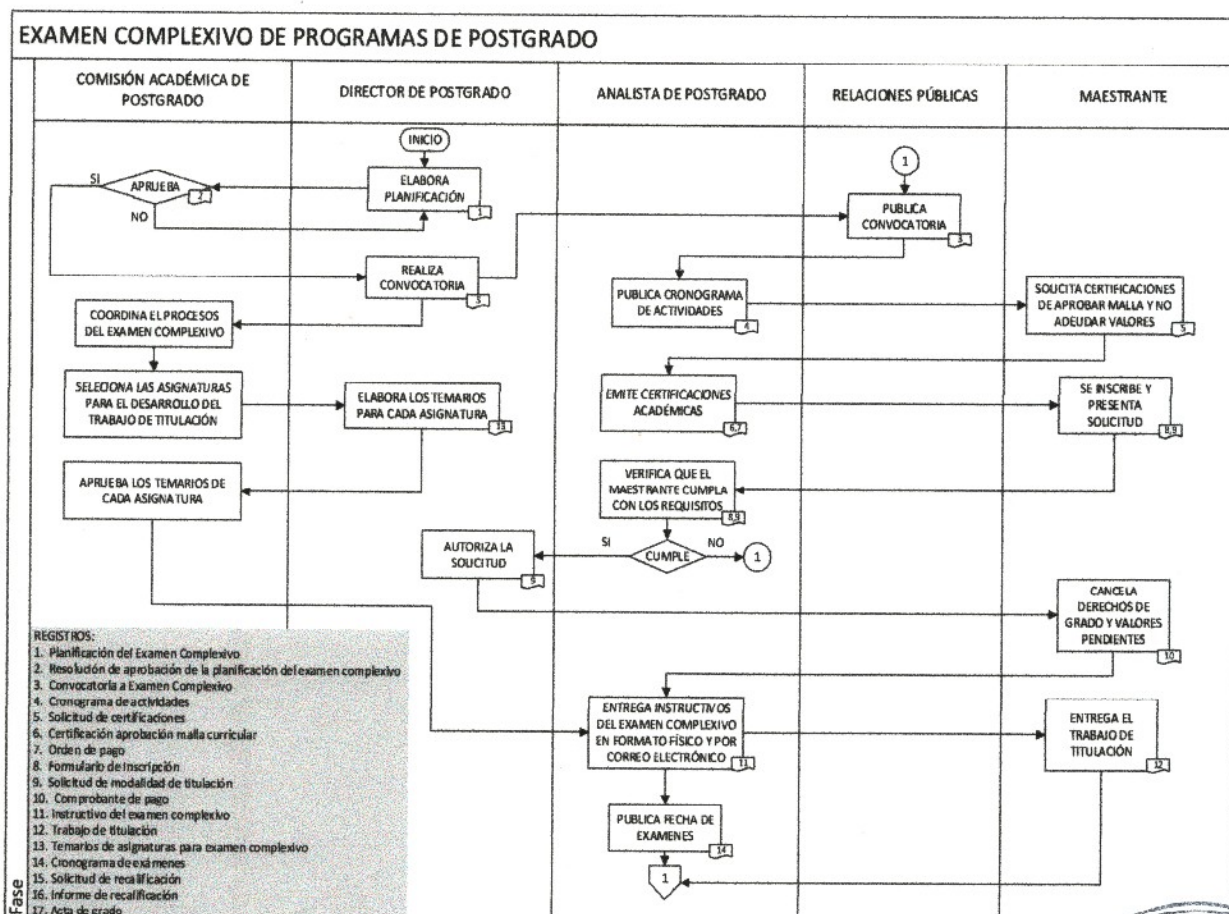 EXAMEN COMPLEXIVO DE PROGRAMAS DE POSTGRADO
COMISIÓN ACADÉMICA DE
POSTGRADO
DIRECTOR DE POSTGRADO
ANALISTA DE POSTGRADO
RELACIONES PÚBLICAS
MAESTRANTE
INICIO
ELABORA
PLANIFICACIÓN
1
SI
APRUEBA
2
NO
1
PUBLICA
CONVOCATORIA
3
REALIZA
CONVOCATORIA
3
PUBLICA CRONOGRAMA
DE ACTIVIDADES
4
SOLICITA CERTIFICACIONES
DE APROBAR MALLA Y NO
ADEUDAR VALORES
5
COORDINA EL PROCESOS
DEL EXAMEN COMPLEXIVO
SELECIONA LAS ASIGNATURAS
PARA EL DESARROLLO DEL
TRABAJO DE TITULACIÓN
ELABORA LOS TEMARIOS
PARA CADA ASIGNATURA
13
EMITE CERTIFICACIONES
ACADÉMICAS
6,7
SE INSCRIBE Y
PRESENTA
SOLICITUD
8,9
APRUEBA LOS TEMARIOS DE
CADA ASIGNATURA
VERIFICA QUE EL
MAESTRANTE CUMPLA
CON LOS REQUISITOS
8,9
AUTORIZA LA
SOLICITUD
9
SI
CUMPLE
NO
1
CANCELA
DERECHOS DE
GRADO Y VALORES
PENDIENTES
10
ENTREGA INSTRUCTIVOS
DEL EXAMEN COMPLEXIVO
EN FORMATO FÍSICO Y POR
CORREO ELECTRÓNICO
11
ENTREGA EL
TRABAJO DE
TITULACIÓN
12
PUBLICA FECHA DE
EXAMENES
14
1
REGISTROS:
1. Planificación del Examen Complexivo
2. Resolución de aprobación de la planificación del examen complexivo
3. Convocatoria a Examen Complexivo
4. Cronograma de actividades
5. Solicitud de certificaciones
6. Certificación aprobación malla curricular
7. Orden de pago
8. Formulario de Inscripción
9. Solicitud de modalidad de titulación
10. Comprobante de pago
11. Instructivo del examen complexivo
12. Trabajo de titulación
13. Temarios de asignaturas para examen complexivo
14. Cronograma de exámenes
15. Solicitud de recalificación
16. Informe de recalificación
17. Acta de grado
Fase